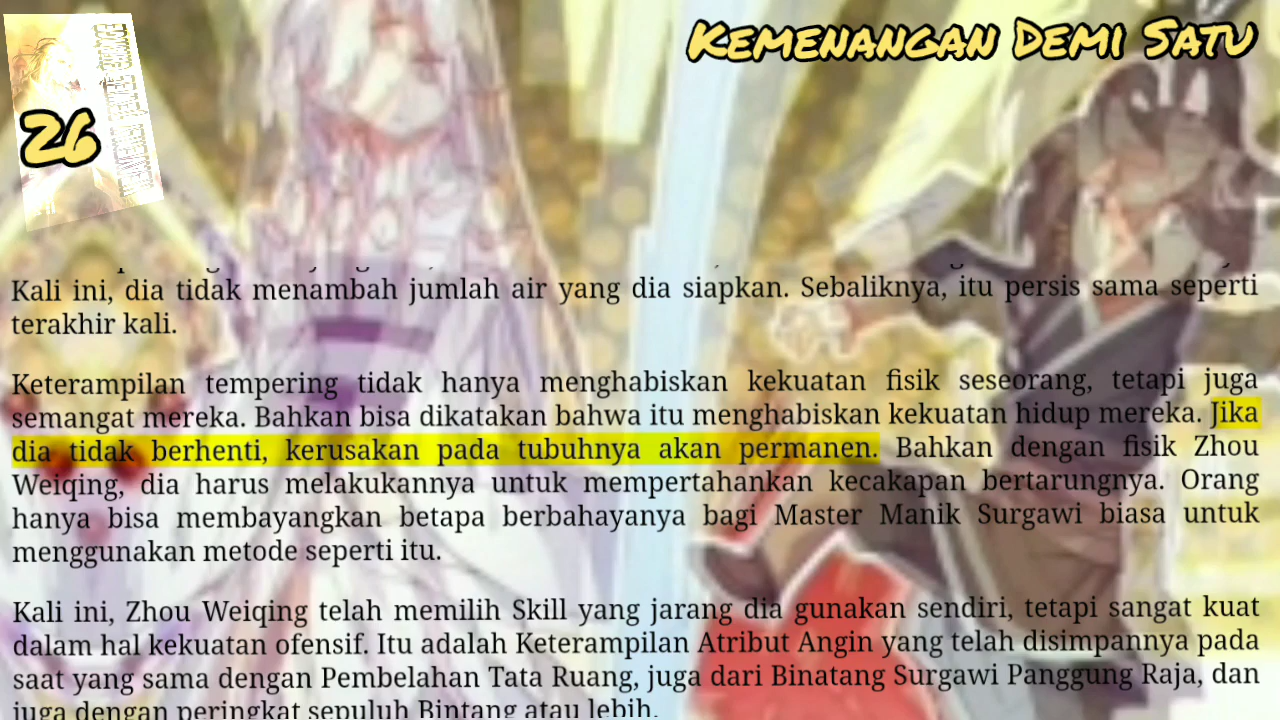 Kemenangan Demi Satu
26
Kali ini, dia tidak menambah jumlah air yang dia siapkan. Sebaliknya, itu persis sama seperti
terakhir kali.
Keterampilan tempering tidak hanya menghabiskan kekuatan fisik seseorang, tetapi juga
semangat mereka. Bahkan bisa dikatakan bahwa itu menghabiskan kekuatan hidup mereka. Jika
dia tidak berhenti, kerusakan pada tubuhnya akan permanen. Bahkan dengan fisik Zhou
Weiqing, dia harus melakukannya untuk mempertahankan kecakapan bertarungnya. Orang
hanya bisa membayangkan betapa berbahayanya bagi Master Manik Surgawi biasa untuk
menggunakan metode seperti itu.
Kali ini, Zhou Weiqing telah memilih Skill yang jarang dia gunakan sendiri, tetapi sangat kuat
dalam hal kekuatan ofensif. Itu adalah Keterampilan Atribut Angin yang telah disimpannya pada
saat yang sama dengan Pembelahan Tata Ruang, juga dari Binatang Surgawi Panggung Raja, dan
juga dengan peringkat sepuluh Bintang atau lebih.